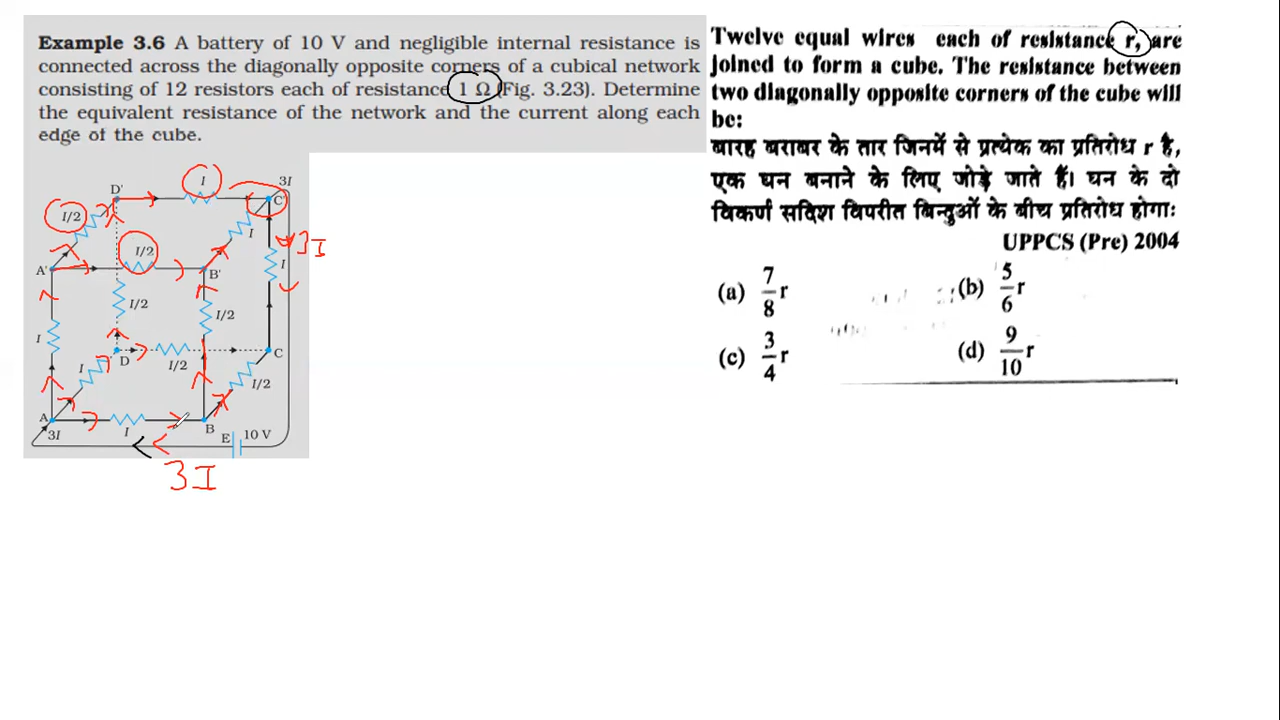 Example 3.6 A battery of 10 V and negligible internal resistance is
connected across the diagonally opposite corners of a cubical network
consisting of 12 resistors each of resistance 1 Ω (Fig. 3.23). Determine
the equivalent resistance of the network and the current along each
edge of the cube.
D'
I
3I
C'
I/2
I/2
I
3I
I
A'
B'
I/2
I/2
I
I
D
I/2
C
I/2
A
3I
I
B
E
10 V
3I
Twelve equal wires each of resistance r, are
joined to form a cube. The resistance between
two diagonally opposite corners of the cube will
be:
बारह बराबर के तार जिनमें से प्रत्येक का प्रतिरोध r है,
एक घन बनाने के लिए जोड़े जाते हैं। घन के दो
विकर्ण सदिश विपरीत बिन्दुओं के बीच प्रतिरोध होगाः
UPPCS (Pre) 2004
(a) 7/8 r (b) 5/6 r
(c) 3/4 r (d) 9/10 r